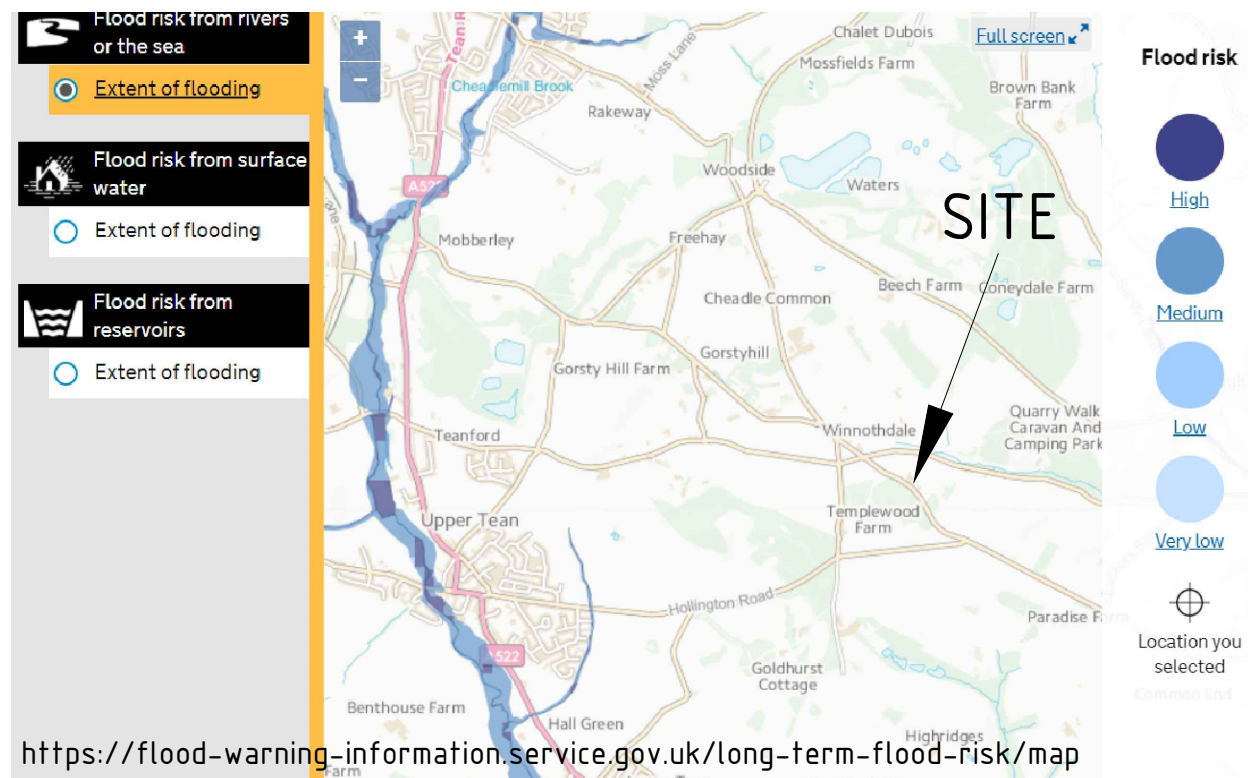 Flood risk from rivers
or the sea
Extent of flooding
Flood risk from surface
water
Extent of flooding
Flood risk from
reservoirs
Extent of flooding
+
−
Full screen
Chalet Dubois
Mossfields Farm
Moss Lane
Cheadlemill Brook
Rakeway
Brown Bank
Farm
Woodside
Waters
SITE
A522
Mobberley
Freehay
Cheadle Common
Beech Farm
Coneydale Farm
Gorstyhill
Gorsty Hill Farm
Teanford
Winnothdale
Quarry Walk
Caravan And
Camping Park
Upper Tean
Templewood
Farm
Hollington Road
Paradise Farm
A522
Goldhurst
Cottage
Benthouse Farm
Hall Green
Highridges
Farm
Flood risk
High
Medium
Low
Very low
Location you
selected
Common End
https://flood-warning-information.service.gov.uk/long-term-flood-risk/map